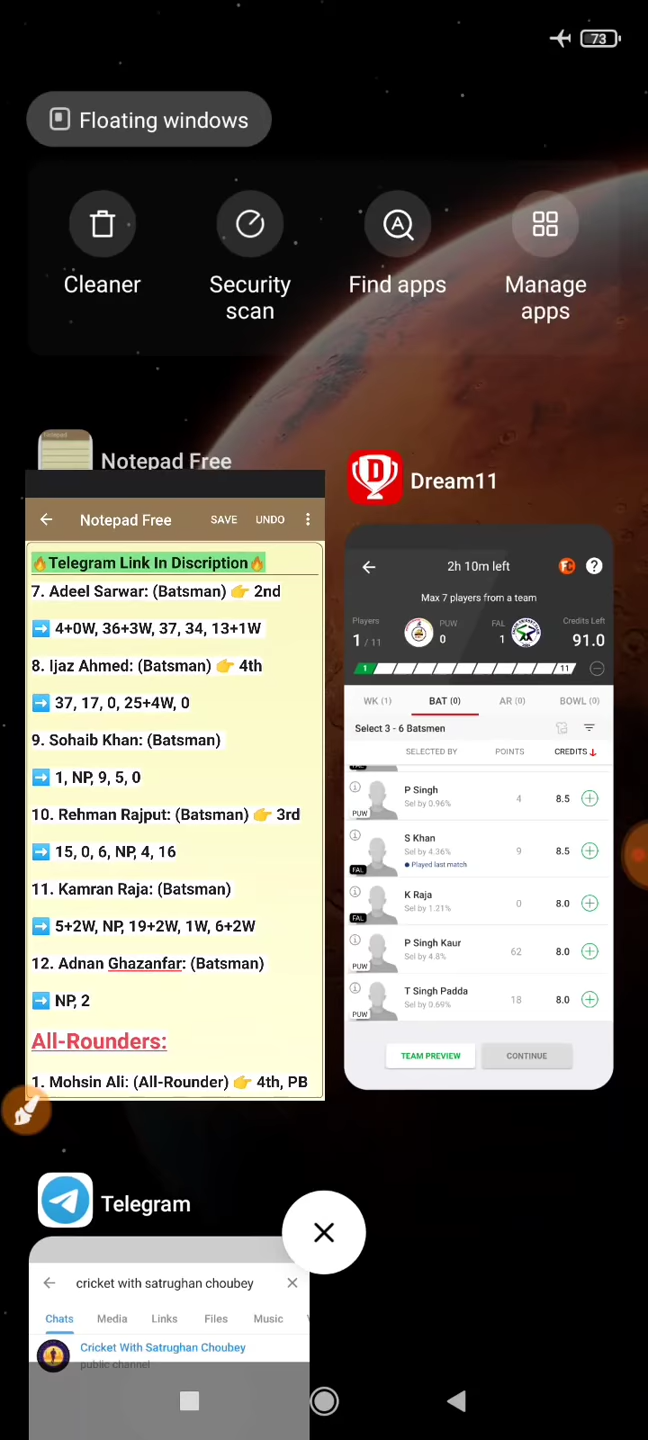 73
Floating windows
Cleaner
Security scan
Find apps
Manage apps
Notepad Free
Notepad Free
SAVE
UNDO
🔥Telegram Link In Discription🔥
7. Adeel Sarwar: (Batsman) 👉 2nd
➡️ 4+0W, 36+3W, 37, 34, 13+1W
8. Ijaz Ahmed: (Batsman) 👉 4th
➡️ 37, 17, 0, 25+4W, 0
9. Sohaib Khan: (Batsman)
➡️ 1, NP, 9, 5, 0
10. Rehman Rajput: (Batsman) 👉 3rd
➡️ 15, 0, 6, NP, 4, 16
11. Kamran Raja: (Batsman)
➡️ 5+2W, NP, 19+2W, 1W, 6+2W
12. Adnan Ghazanfar: (Batsman)
➡️ NP, 2
All-Rounders:
1. Mohsin Ali: (All-Rounder) 👉 4th, PB
Dream11
2h 10m left
Max 7 players from a team
Players
1 / 11
PUW
0
FAL
1
Credits Left
91.0
1
11
WK (1)
BAT (0)
AR (0)
BOWL (0)
Select 3 - 6 Batsmen
SELECTED BY
POINTS
CREDITS↓
FAL
P Singh
Sel by 0.96%
4
8.5
PUW
S Khan
Sel by 4.36%
Played last match
9
8.5
FAL
K Raja
Sel by 1.21%
0
8.0
FAL
P Singh Kaur
Sel by 4.8%
62
8.0
PUW
T Singh Padda
Sel by 0.69%
18
8.0
PUW
TEAM PREVIEW
CONTINUE
Telegram
cricket with satrughan choubey
Chats
Media
Links
Files
Music
Cricket With Satrughan Choubey
public channel